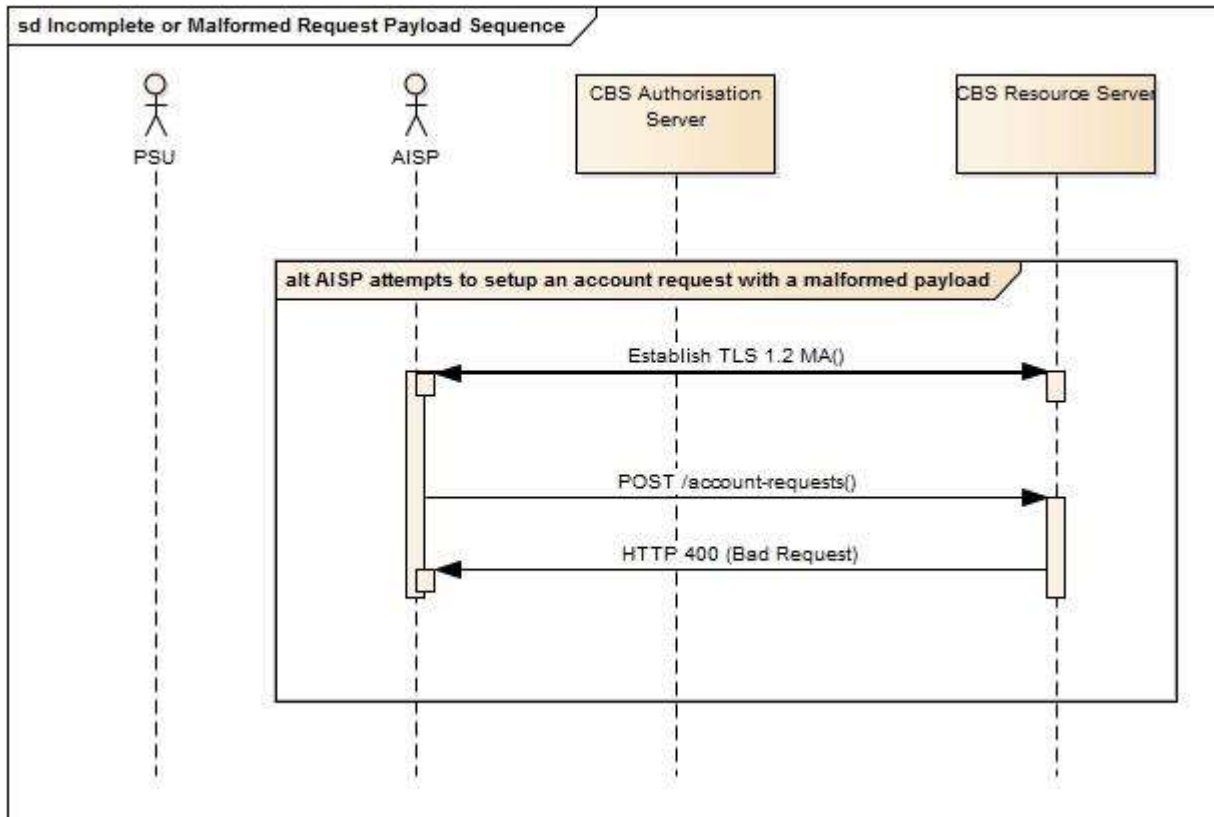 sd Incomplete or Malformed Request Payload Sequence
CBS Authorisation
Server
CBS Resource Server
PSU
AISP
alt AISP attempts to setup an account request with a malformed payload
Establish TLS 1.2 MA()
POST /account-requests()
HTTP 400 (Bad Request)